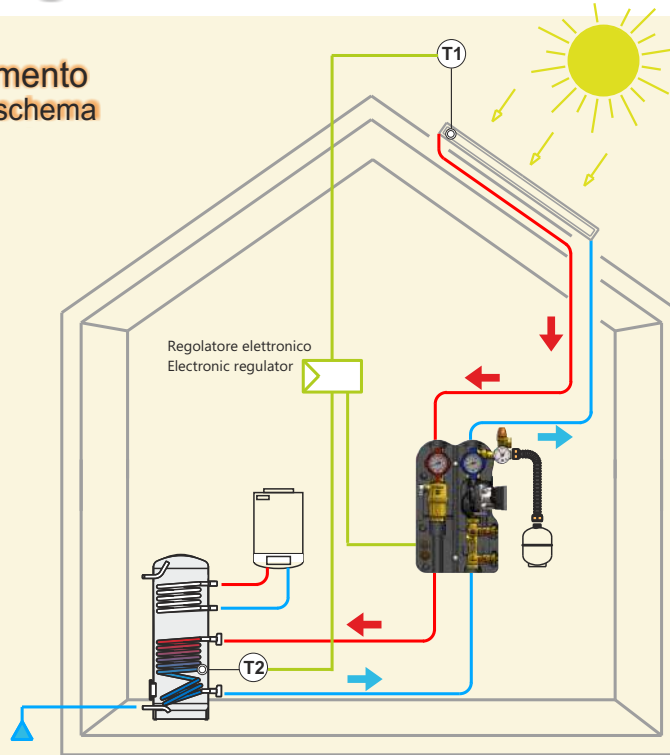 mento
schema
T1
Regolatore elettronico
Electronic regulator
T2